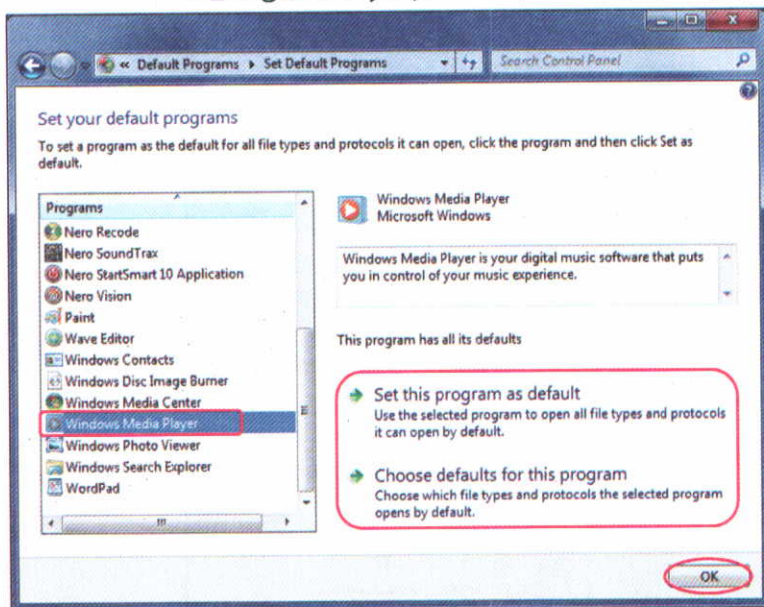 « Default Programs ▸ Set Default Programs
Search Control Panel
Set your default programs
To set a program as the default for all file types and protocols it can open, click the program and then click Set as
default.
Programs
Nero Recode
Nero SoundTrax
Nero StartSmart 10 Application
Nero Vision
Paint
Wave Editor
Windows Contacts
Windows Disc Image Burner
Windows Media Center
Windows Media Player
Windows Photo Viewer
Windows Search Explorer
WordPad
Windows Media Player
Microsoft Windows
Windows Media Player is your digital music software that puts
you in control of your music experience.
This program has all its defaults
Set this program as default
Use the selected program to open all file types and protocols
it can open by default.
Choose defaults for this program
Choose which file types and protocols the selected program
opens by default.
OK